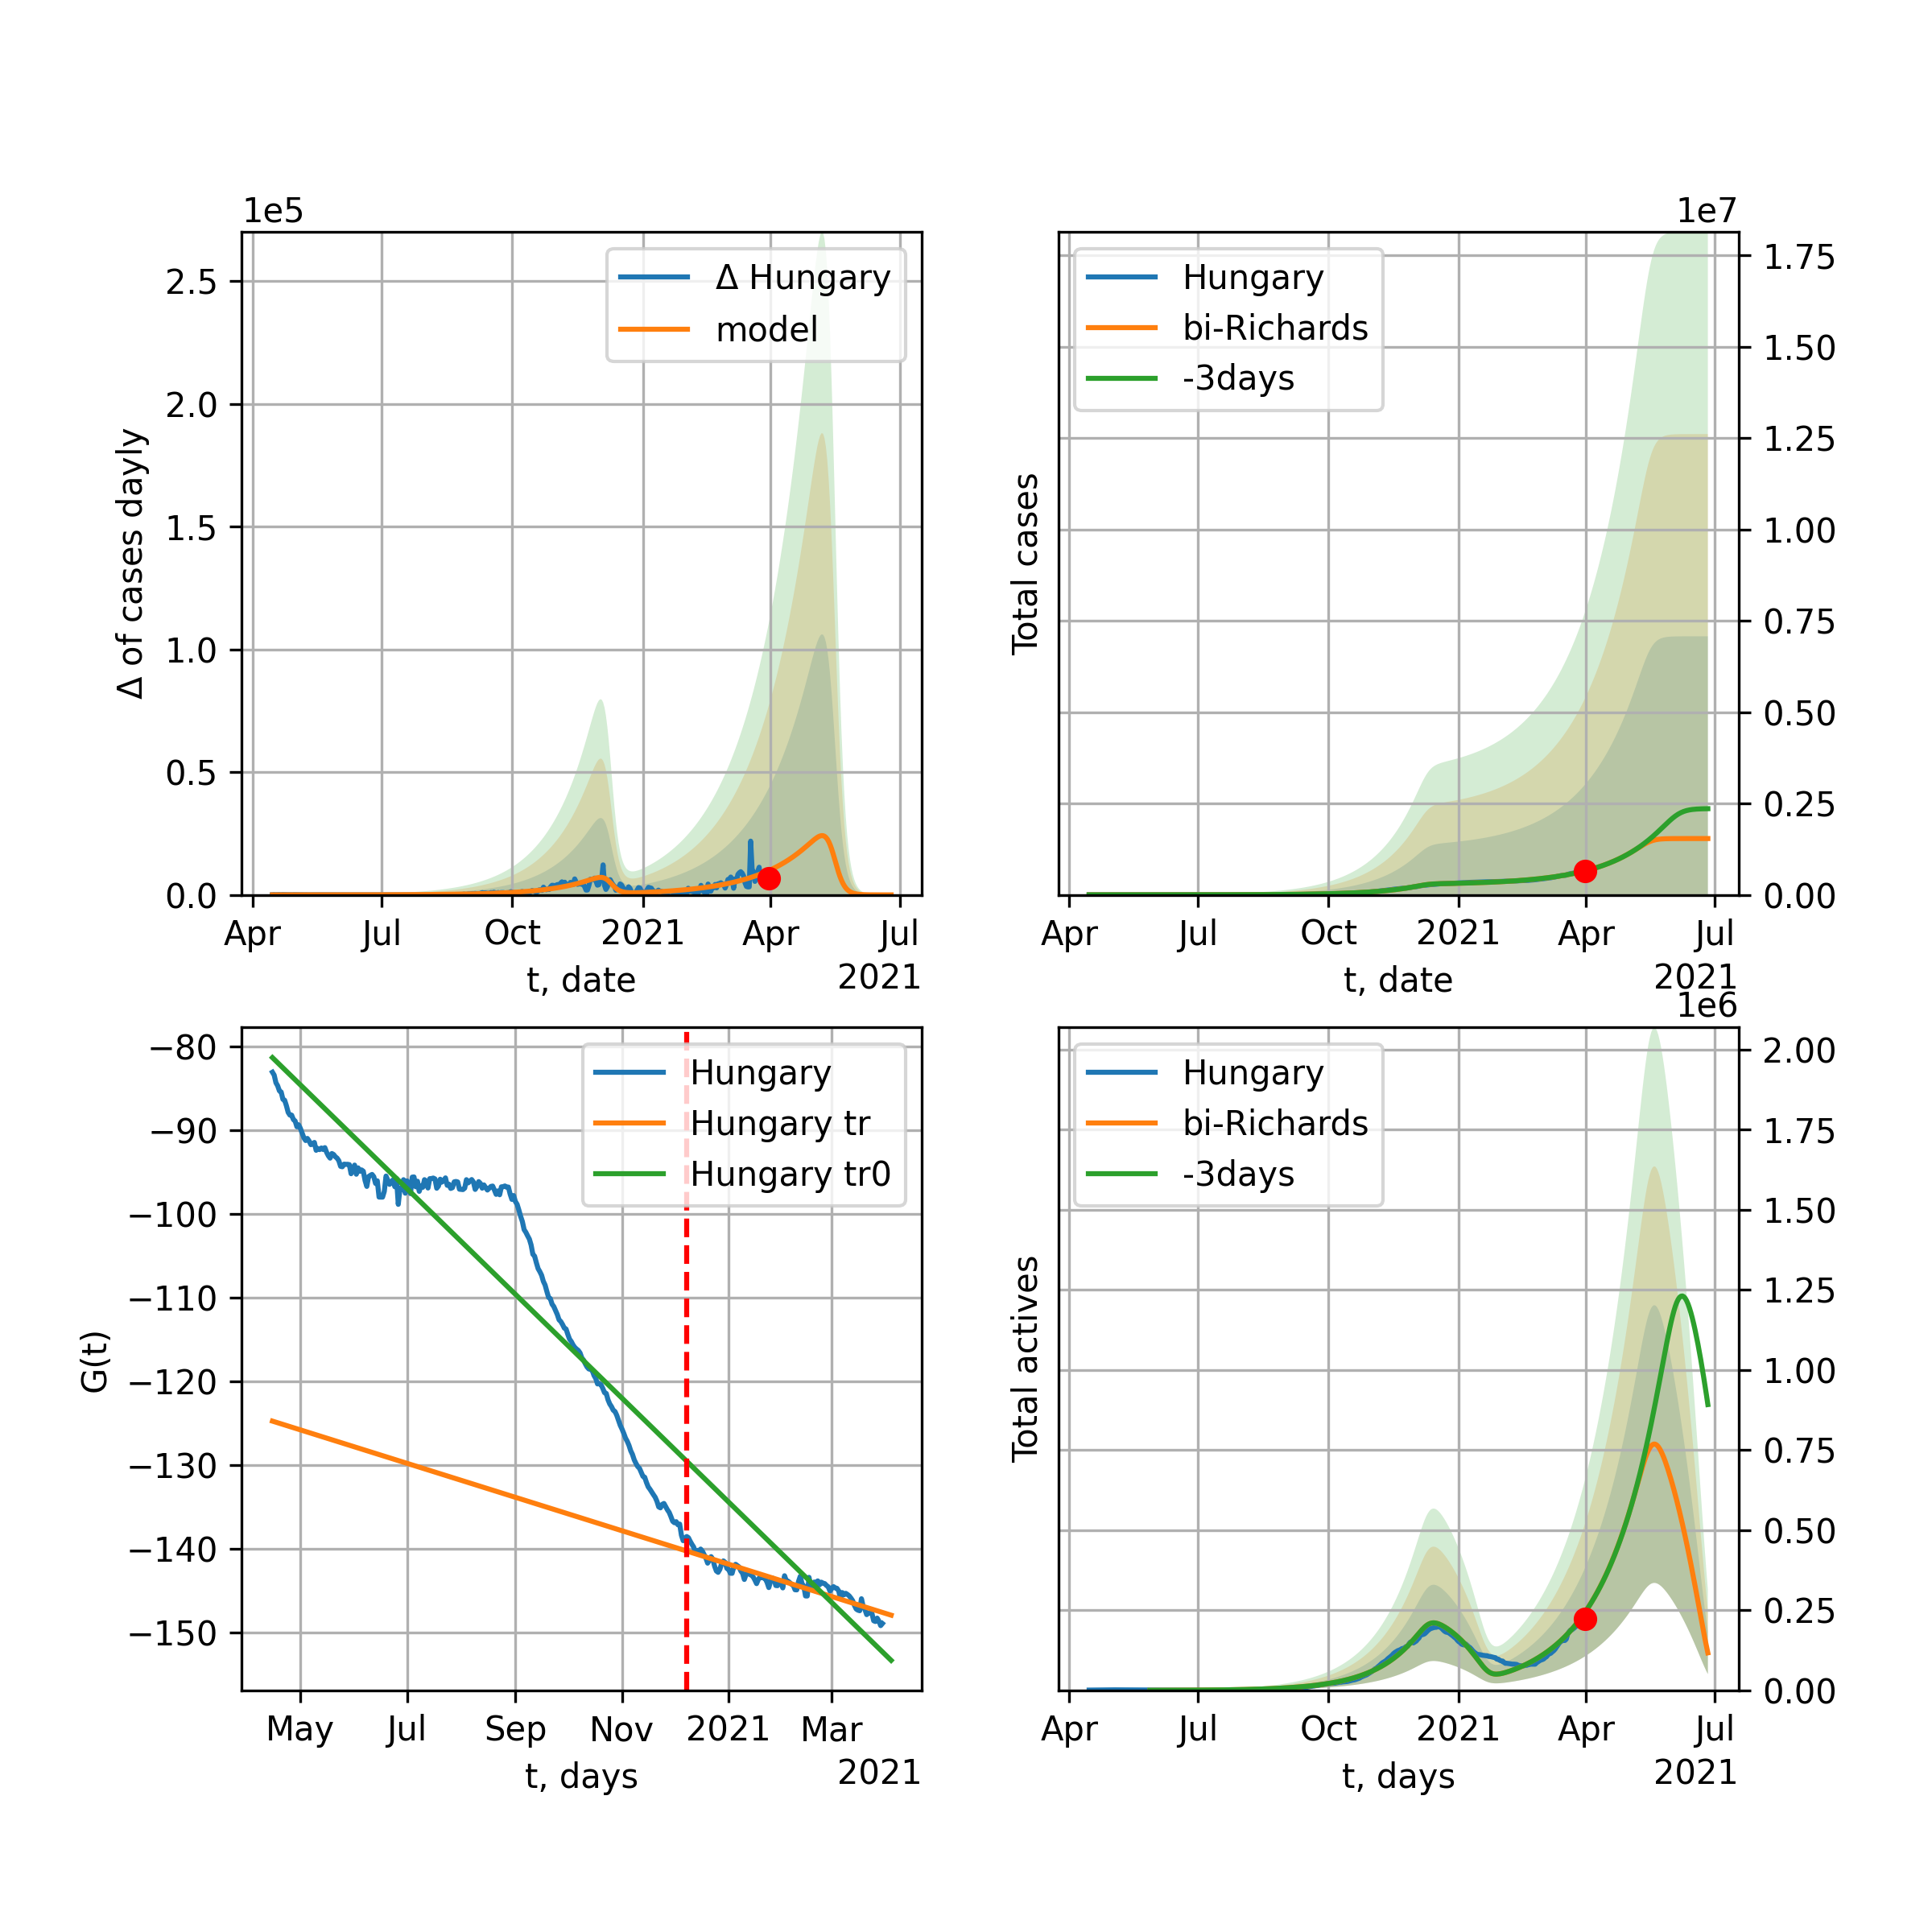 1e5
2.5
2.0
1.5
1.0
0.5
0.0
Δ of cases dayly
Δ Hungary
model
Apr Jul Oct 2021 Apr Jul
t, date
2021
1e7
Total cases
Hungary
bi-Richards
-3days
1.75
1.50
1.25
1.00
0.75
0.50
0.25
0.00
Apr Jul Oct 2021 Apr Jul
t, date
2021
−80
−90
−100
−110
−120
−130
−140
−150
G(t)
Hungary
Hungary tr
Hungary tr0
May Jul Sep Nov 2021 Mar
t, days
2021
1e6
Total actives
Hungary
bi-Richards
-3days
2.00
1.75
1.50
1.25
1.00
0.75
0.50
0.25
0.00
Apr Jul Oct 2021 Apr Jul
t, days
2021